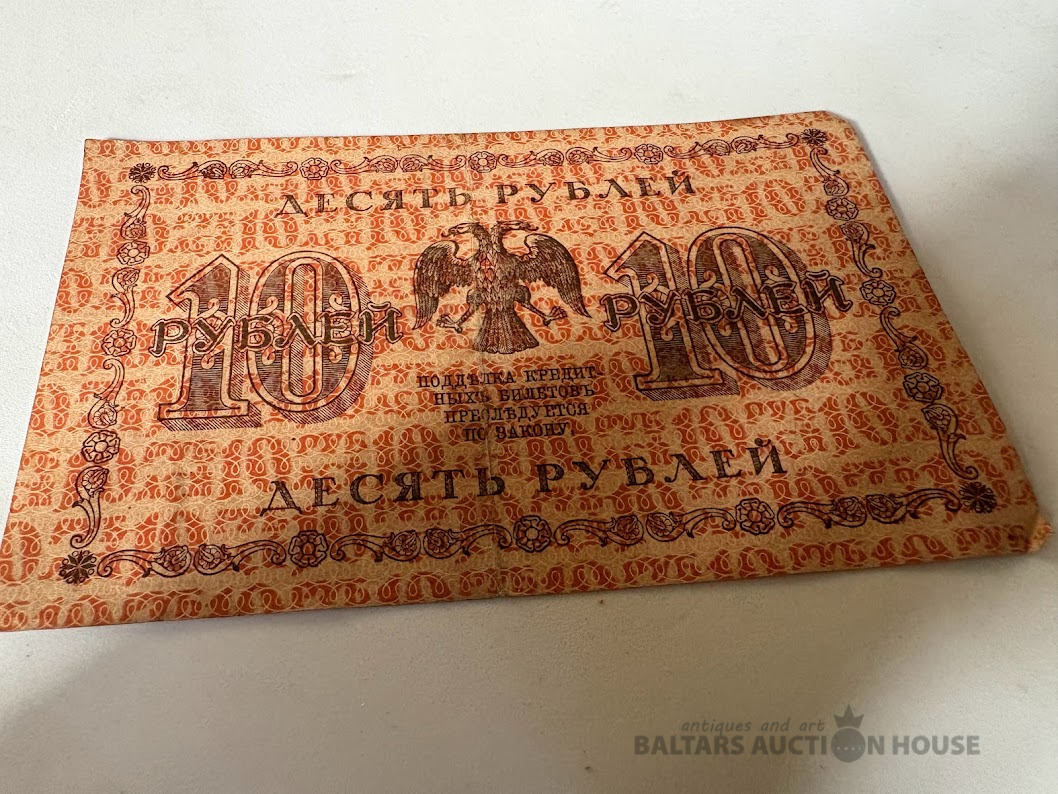 ДЕСЯТЬ РУБЛЕЙ
10 10
РУБЛЕЙ РУБЛЕЙ
ПОДДѢЛКА КРЕДИТ
НЫХЪ БИЛЕТОВЪ
ПРЕСЛѢДУЕТСЯ
ПО ЗАКОНУ
ДЕСЯТЬ РУБЛЕЙ
antiques and art
BALTARS AUCTION HOUSE